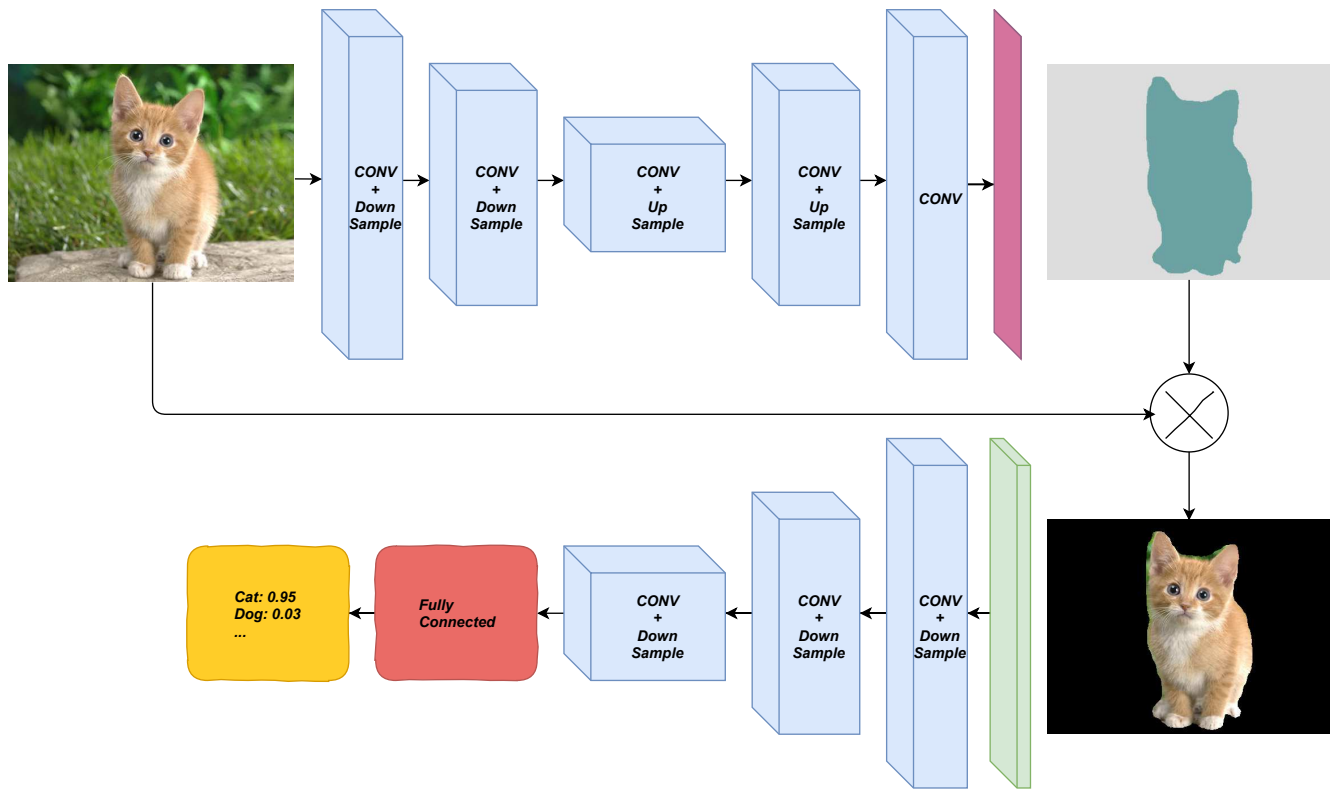 CONV
+
Down
Sample
CONV
+
Down
Sample
CONV
+
Up
Sample
CONV
+
Up
Sample
CONV
Cat: 0.95
Dog: 0.03
...
Fully
Connected
CONV
+
Down
Sample
CONV
+
Down
Sample
CONV
+
Down
Sample